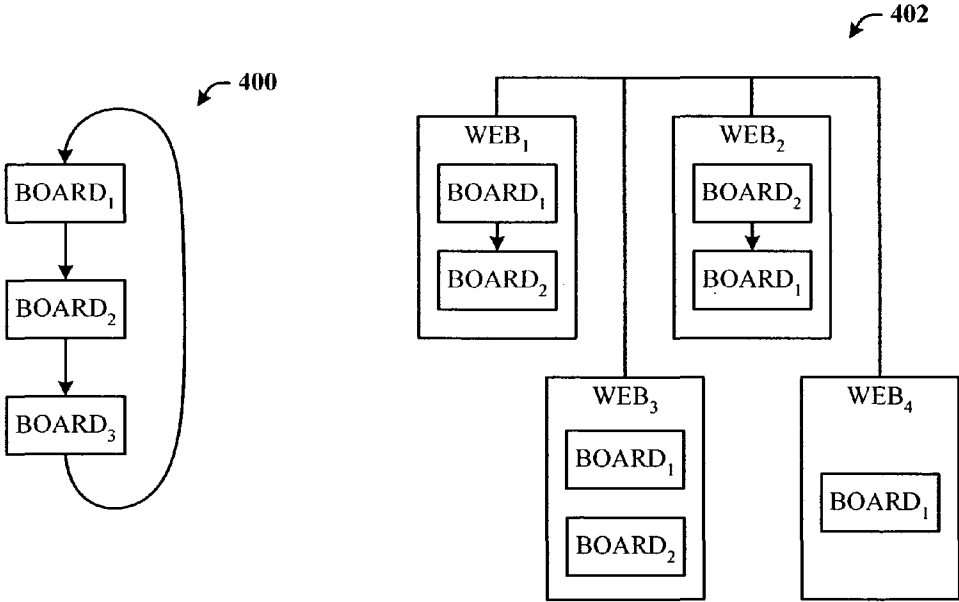 402
400
WEB₁
WEB₂
BOARD₁
BOARD₁
BOARD₂
BOARD₂
BOARD₂
BOARD₁
BOARD₃
WEB₃
WEB₄
BOARD₁
BOARD₁
BOARD₂